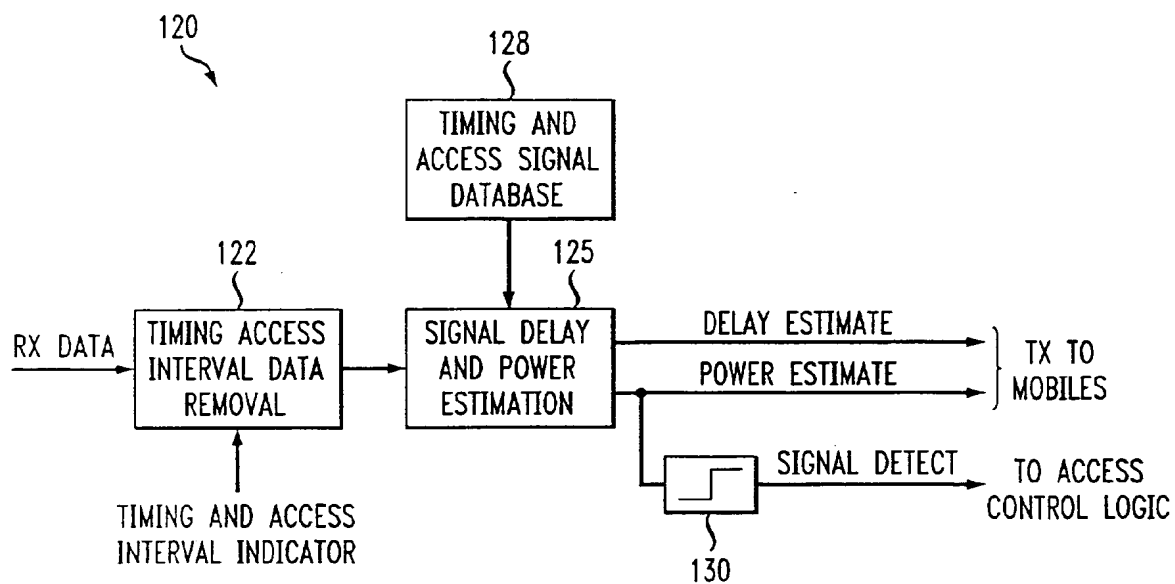 120
128
TIMING AND
ACCESS SIGNAL
DATABASE
122
125
RX DATA
TIMING ACCESS
INTERVAL DATA
REMOVAL
SIGNAL DELAY
AND POWER
ESTIMATION
DELAY ESTIMATE
POWER ESTIMATE
TX TO
MOBILES
SIGNAL DETECT
TO ACCESS
CONTROL LOGIC
TIMING AND ACCESS
INTERVAL INDICATOR
130